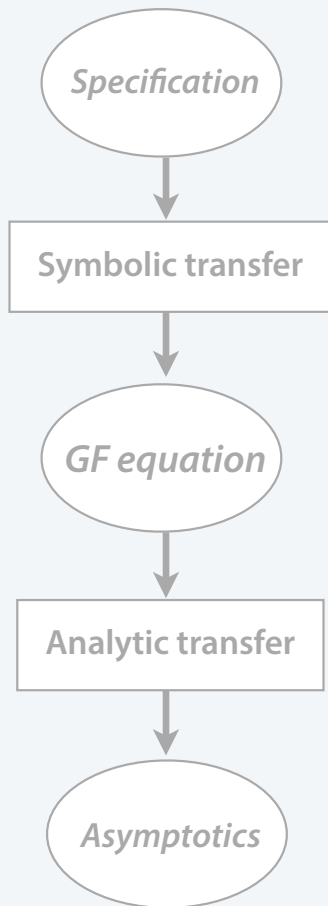 Specification
Symbolic transfer
GF equation
Analytic transfer
Asymptotics